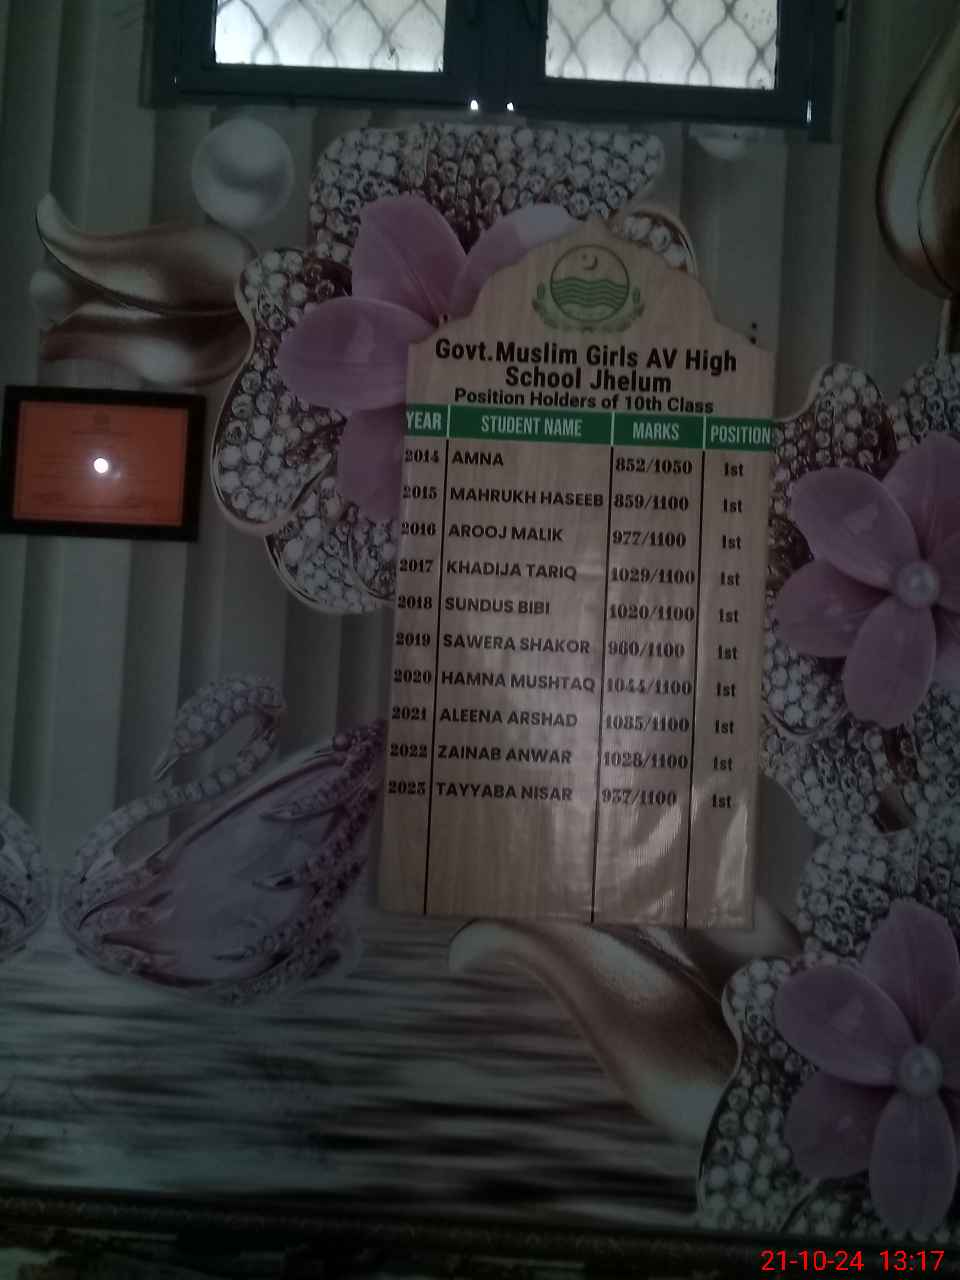 Govt.Muslim Girls AV High
School Jhelum
Position Holders of 10th Class
YEAR STUDENT NAME MARKS POSITION
2014 AMNA 852/1050 1st
2015 MAHRUKH HASEEB 859/1100 1st
2016 AROOJ MALIK 977/1100 1st
2017 KHADIJA TARIQ 1029/1100 1st
2018 SUNDUS BIBI 1020/1100 1st
2019 SAWERA SHAKOR 960/1100 1st
2020 HAMNA MUSHTAQ 1044/1100 1st
2021 ALEENA ARSHAD 1085/1100 1st
2022 ZAINAB ANWAR 1028/1100 1st
2023 TAYYABA NISAR 937/1100 1st
21-10-24 13:17